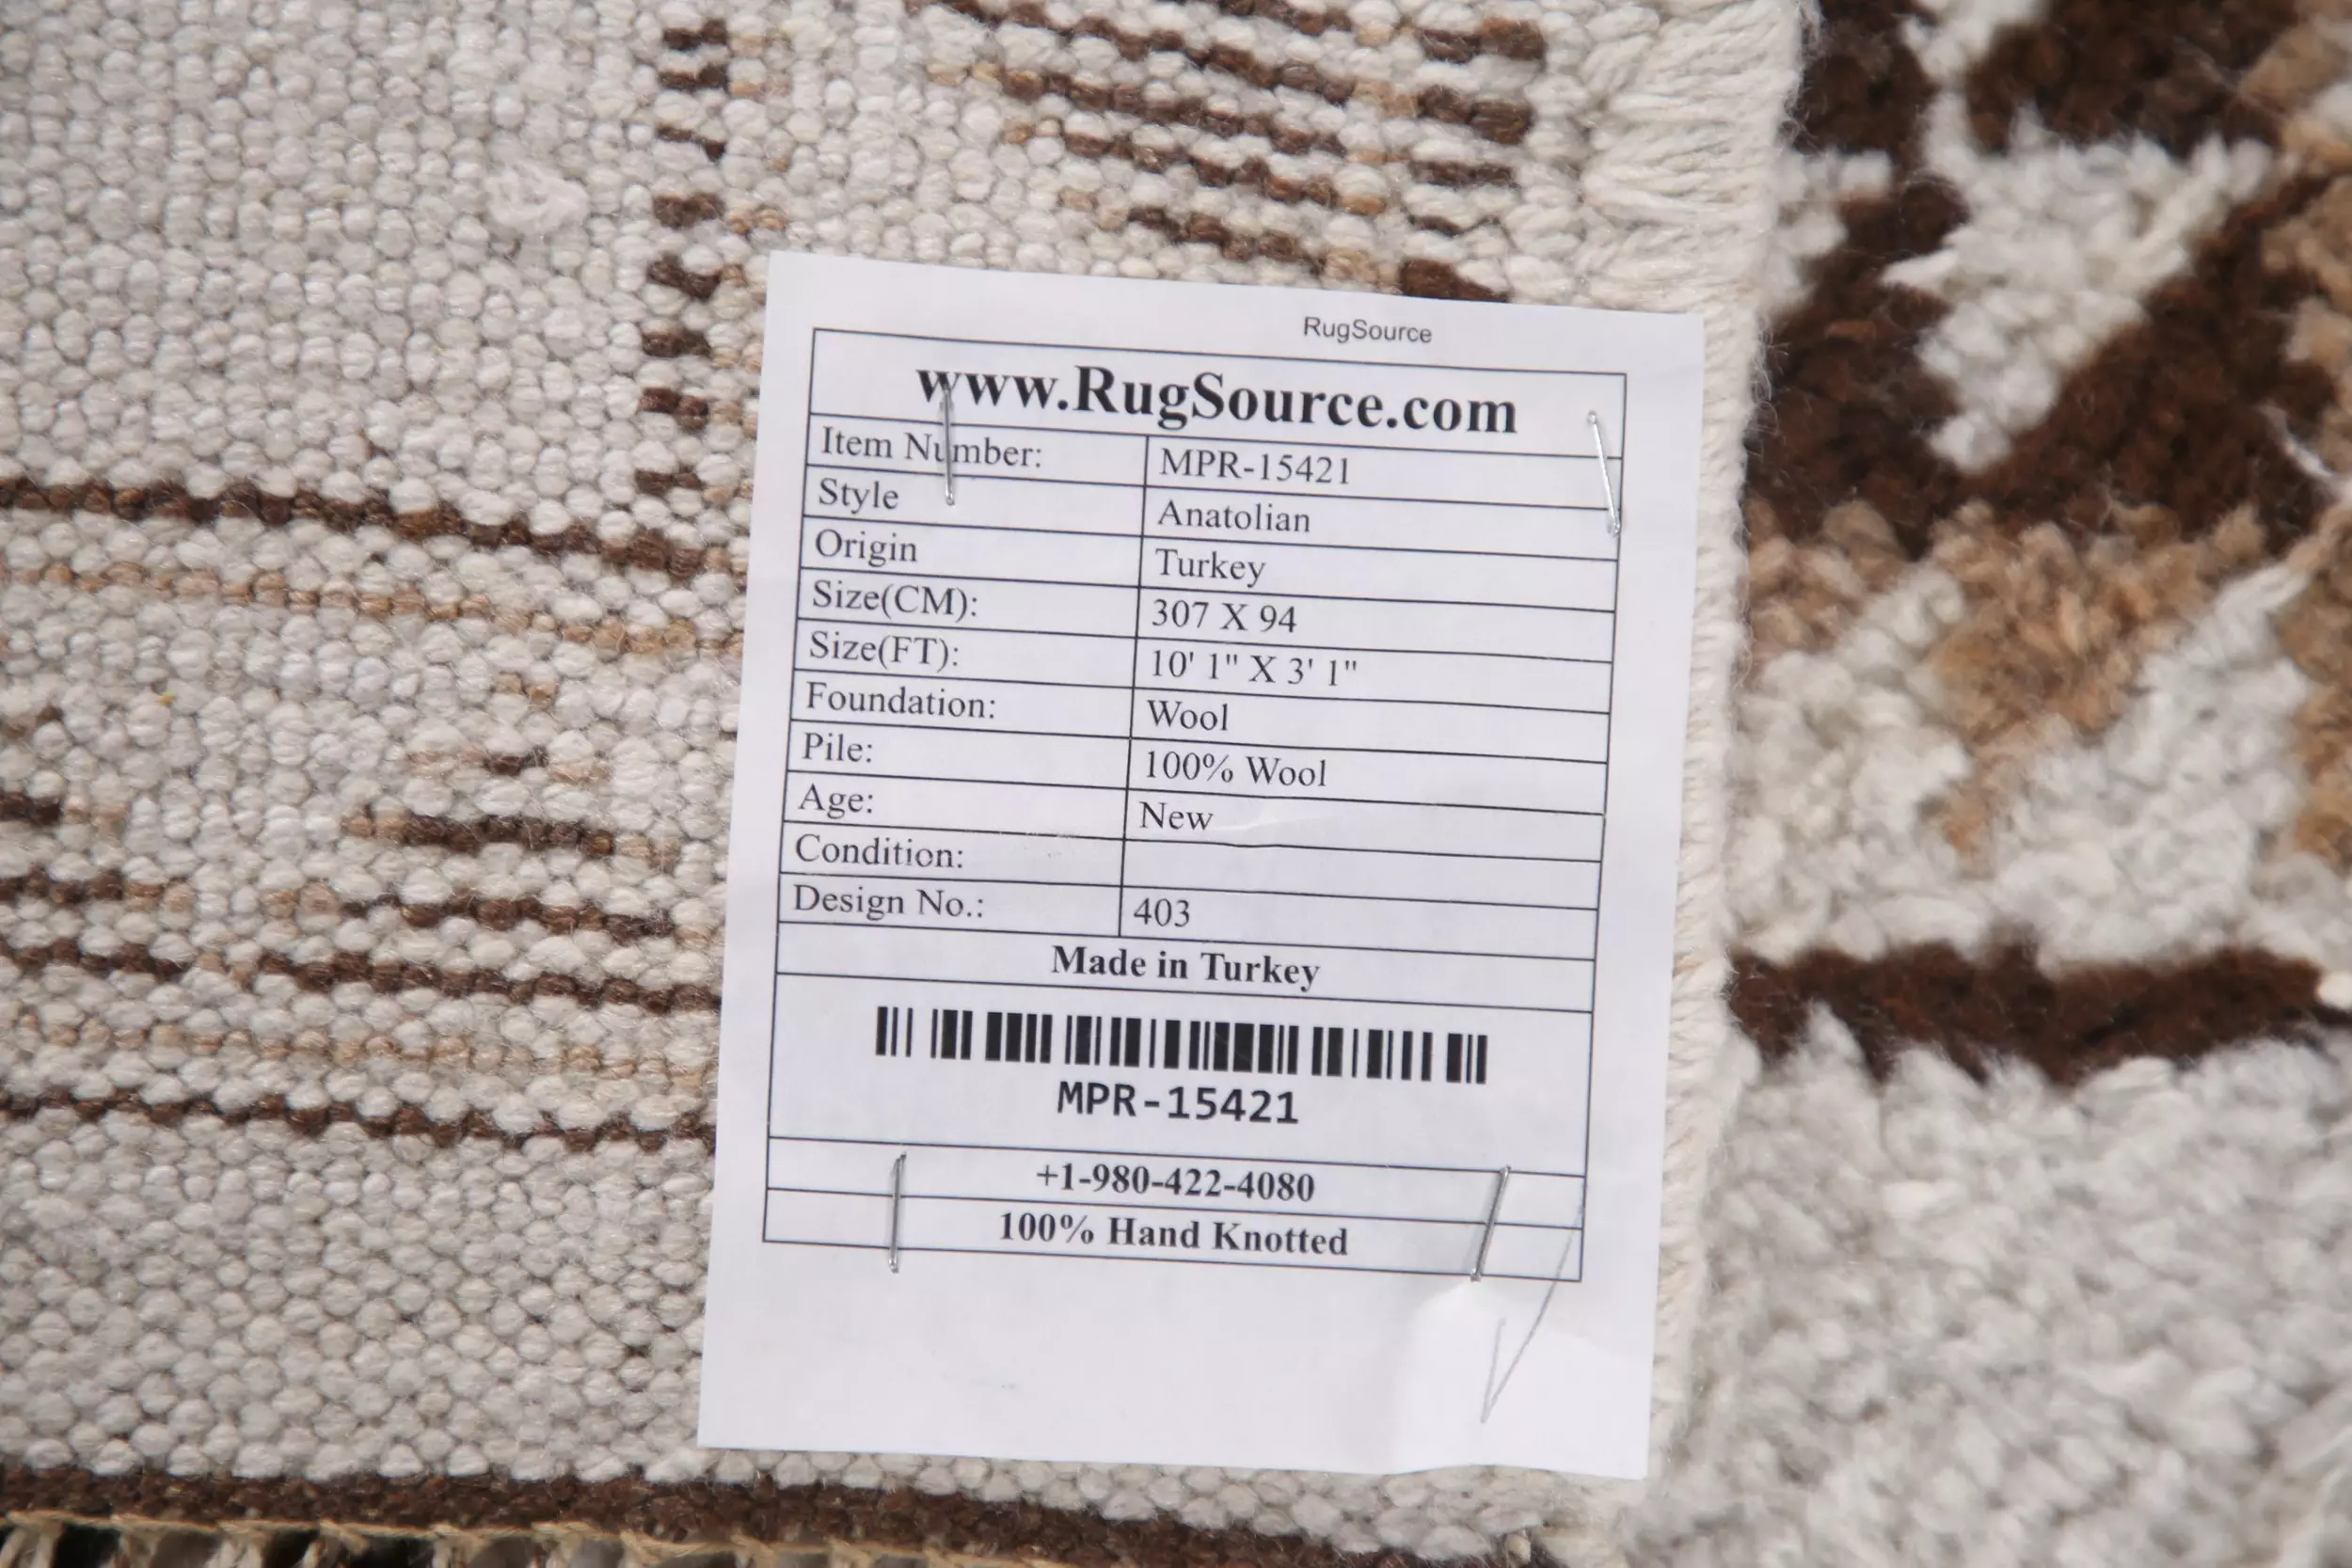 RugSource
www.RugSource.com
Item Number: MPR-15421
Style Anatolian
Origin Turkey
Size(CM): 307 X 94
Size(FT): 10' 1" X 3' 1"
Foundation: Wool
Pile: 100% Wool
Age: New
Condition:
Design No.: 403
Made in Turkey
MPR-15421
+1-980-422-4080
100% Hand Knotted